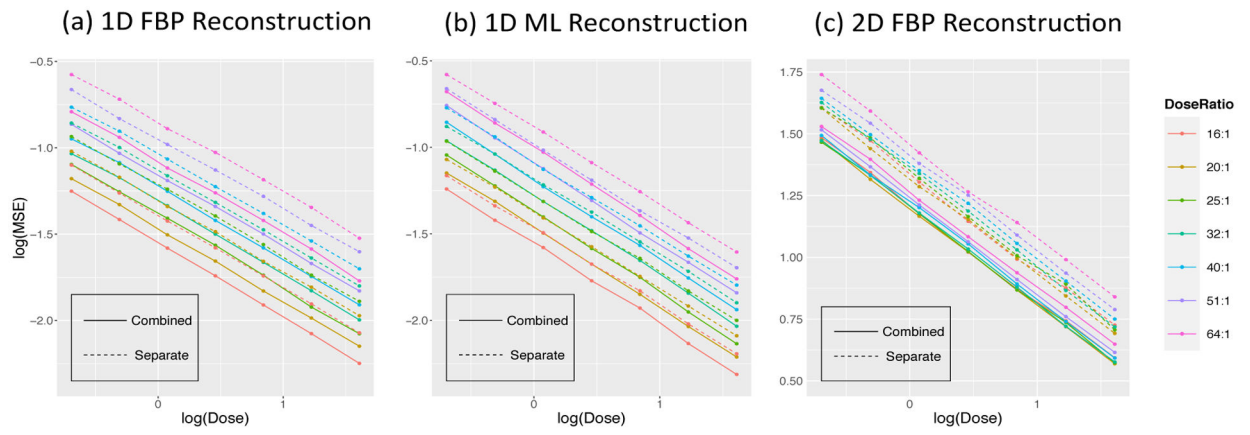 (a) 1D FBP Reconstruction
(b) 1D ML Reconstruction
(c) 2D FBP Reconstruction
log(MSE)
−0.5
−1.0
−1.5
−2.0
Combined
Separate
0
1
log(Dose)
−0.5
−1.0
−1.5
−2.0
Combined
Separate
0
1
log(Dose)
1.75
1.50
1.25
1.00
0.75
0.50
Combined
Separate
0
1
log(Dose)
DoseRatio
16:1
20:1
25:1
32:1
40:1
51:1
64:1